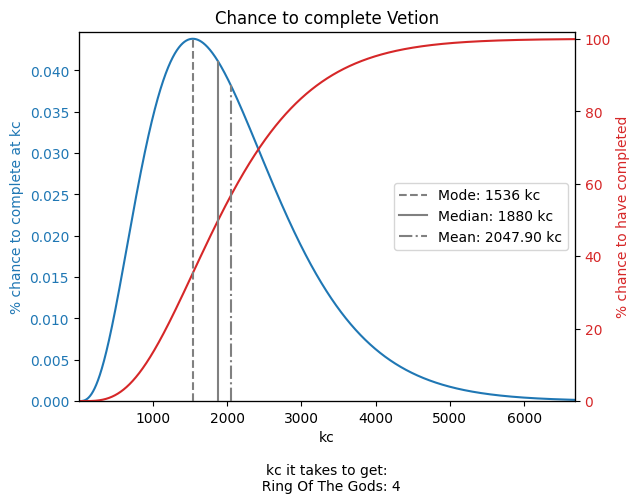 Chance to complete Vetion
% chance to complete at kc
0.040
0.035
0.030
0.025
0.020
0.015
0.010
0.005
0.000
Mode: 1536 kc
Median: 1880 kc
Mean: 2047.90 kc
100
80
60
40
20
0
% chance to have completed
1000 2000 3000 4000 5000 6000
kc
kc it takes to get:
Ring Of The Gods: 4